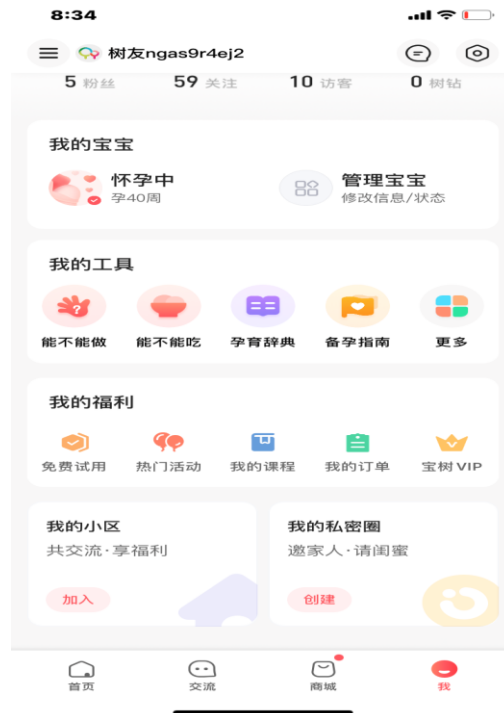 8:34
树友ngas9r4ej2
5 粉丝 59 关注 10 访客 0 树钻
我的宝宝
怀孕中
孕40周
管理宝宝
修改信息/状态
我的工具
能不能做 能不能吃 孕育辞典 备孕指南 更多
我的福利
免费试用 热门活动 我的课程 我的订单 宝树VIP
我的小区
共交流·享福利
加入
我的私密圈
邀家人·请闺蜜
创建
首页 交流 商城 我